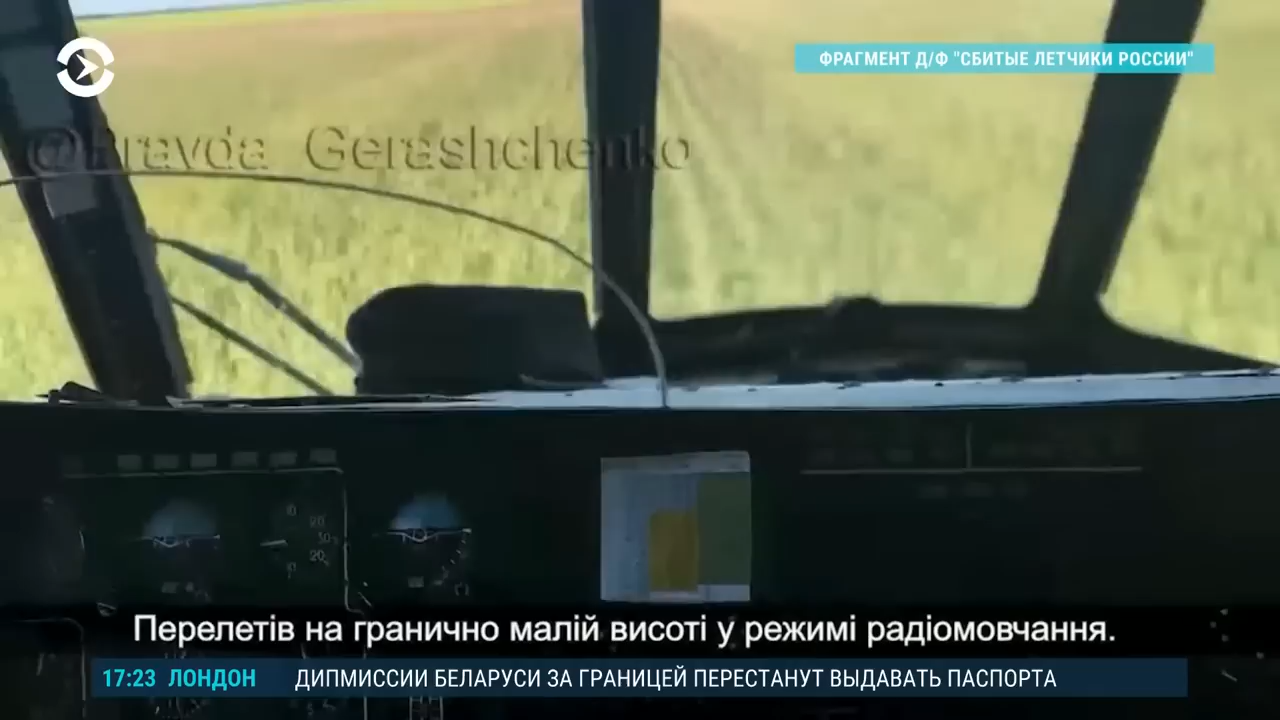 ФРАГМЕНТ Д/Ф "СБИТЫЕ ЛЕТЧИКИ РОССИИ"
@Pravda_Gerashchenko
Перелетів на гранично малій висоті у режимі радіомовчання.
17:23 ЛОНДОН ДИПМИССИИ БЕЛАРУСИ ЗА ГРАНИЦЕЙ ПЕРЕСТАНУТ ВЫДАВАТЬ ПАСПОРТА